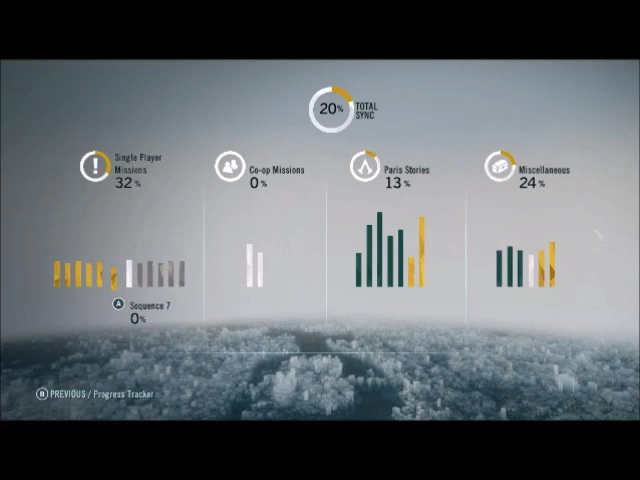 20%
TOTAL
SYNC
Single Player
Missions
32 %
Co-op Missions
0 %
Paris Stories
13 %
Miscellaneous
24 %
A Sequence 7
0%
PREVIOUS / Progress Tracker